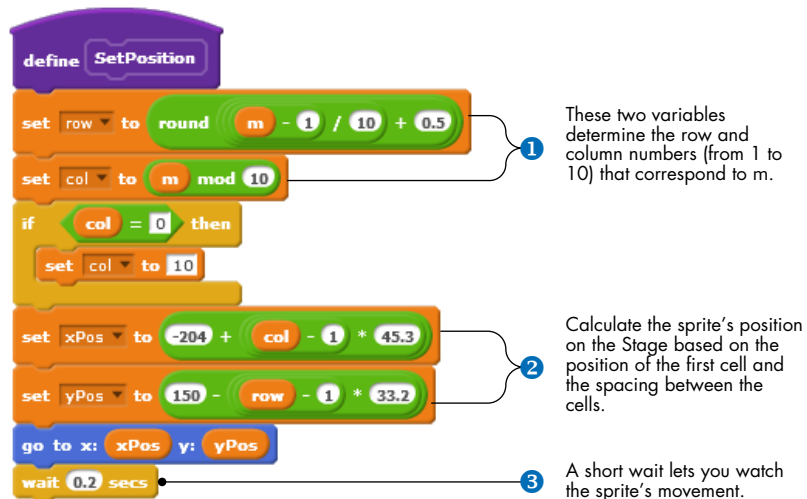 define SetPosition
set row to round m - 1 / 10 + 0.5
set col to m mod 10
if col = 0 then
set col to 10
set xPos to -204 + col - 1 * 45.3
set yPos to 150 - row - 1 * 33.2
go to x: xPos y: yPos
wait 0.2 secs
1
These two variables
determine the row and
column numbers (from 1 to
10) that correspond to m.
2
Calculate the sprite’s position
on the Stage based on the
position of the first cell and
the spacing between the
cells.
3
A short wait lets you watch
the sprite’s movement.